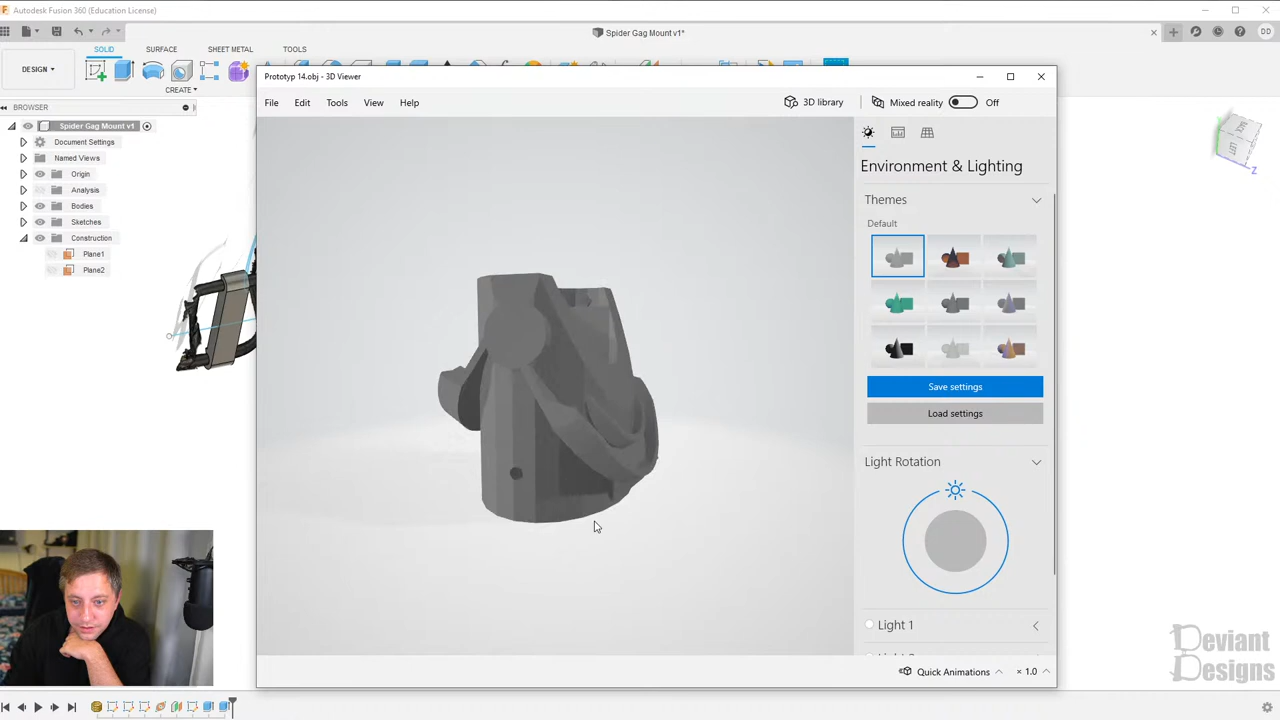 Autodesk Fusion 360 (Education License)
Spider Gag Mount v1*
DD
SOLID SURFACE SHEET METAL TOOLS
DESIGN
CREATE
BROWSER
Spider Gag Mount v1
Document Settings
Named Views
Origin
Analysis
Bodies
Sketches
Construction
Plane1
Plane2
Prototyp 14.obj - 3D Viewer
File Edit Tools View Help
3D library
Mixed reality Off
Environment & Lighting
Themes
Default
Save settings
Load settings
Light Rotation
Light 1
Quick Animations × 1.0
BACK
LEFT
Z
Deviant
Designs